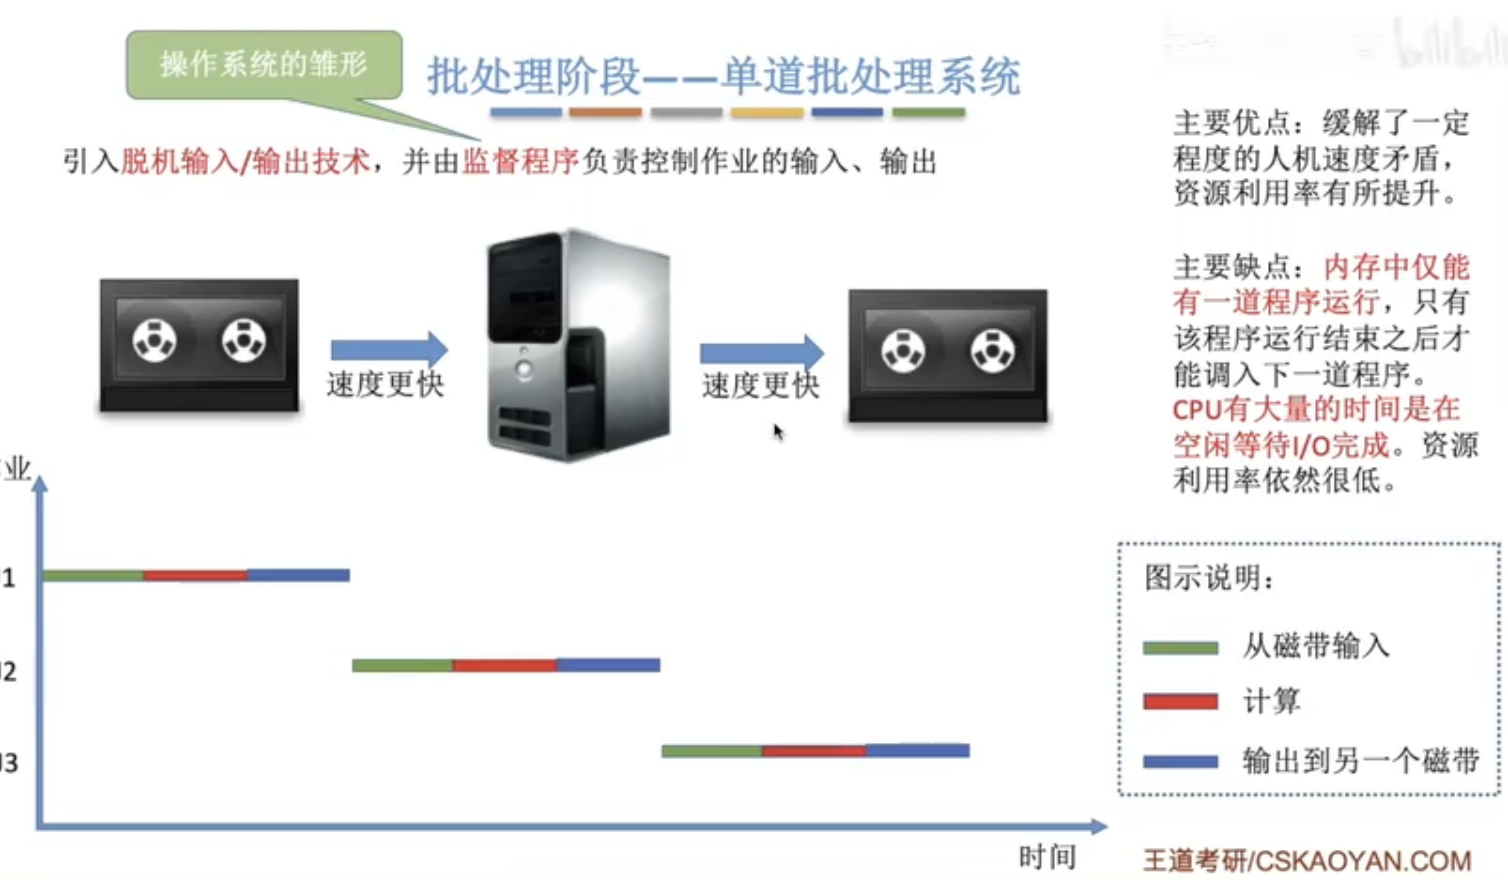 操作系统的雏形
批处理阶段——单道批处理系统
bilibili
引入脱机输入/输出技术，并由监督程序负责控制作业的输入、输出
主要优点：缓解了一定
程度的人机速度矛盾，
资源利用率有所提升。
主要缺点：内存中仅能
有一道程序运行，只有
该程序运行结束之后才
能调入下一道程序。
CPU有大量的时间是在
空闲等待I/O完成。资源
利用率依然很低。
速度更快
速度更快
业
1
2
3
时间
图示说明：
从磁带输入
计算
输出到另一个磁带
王道考研/CSKAOYAN.COM